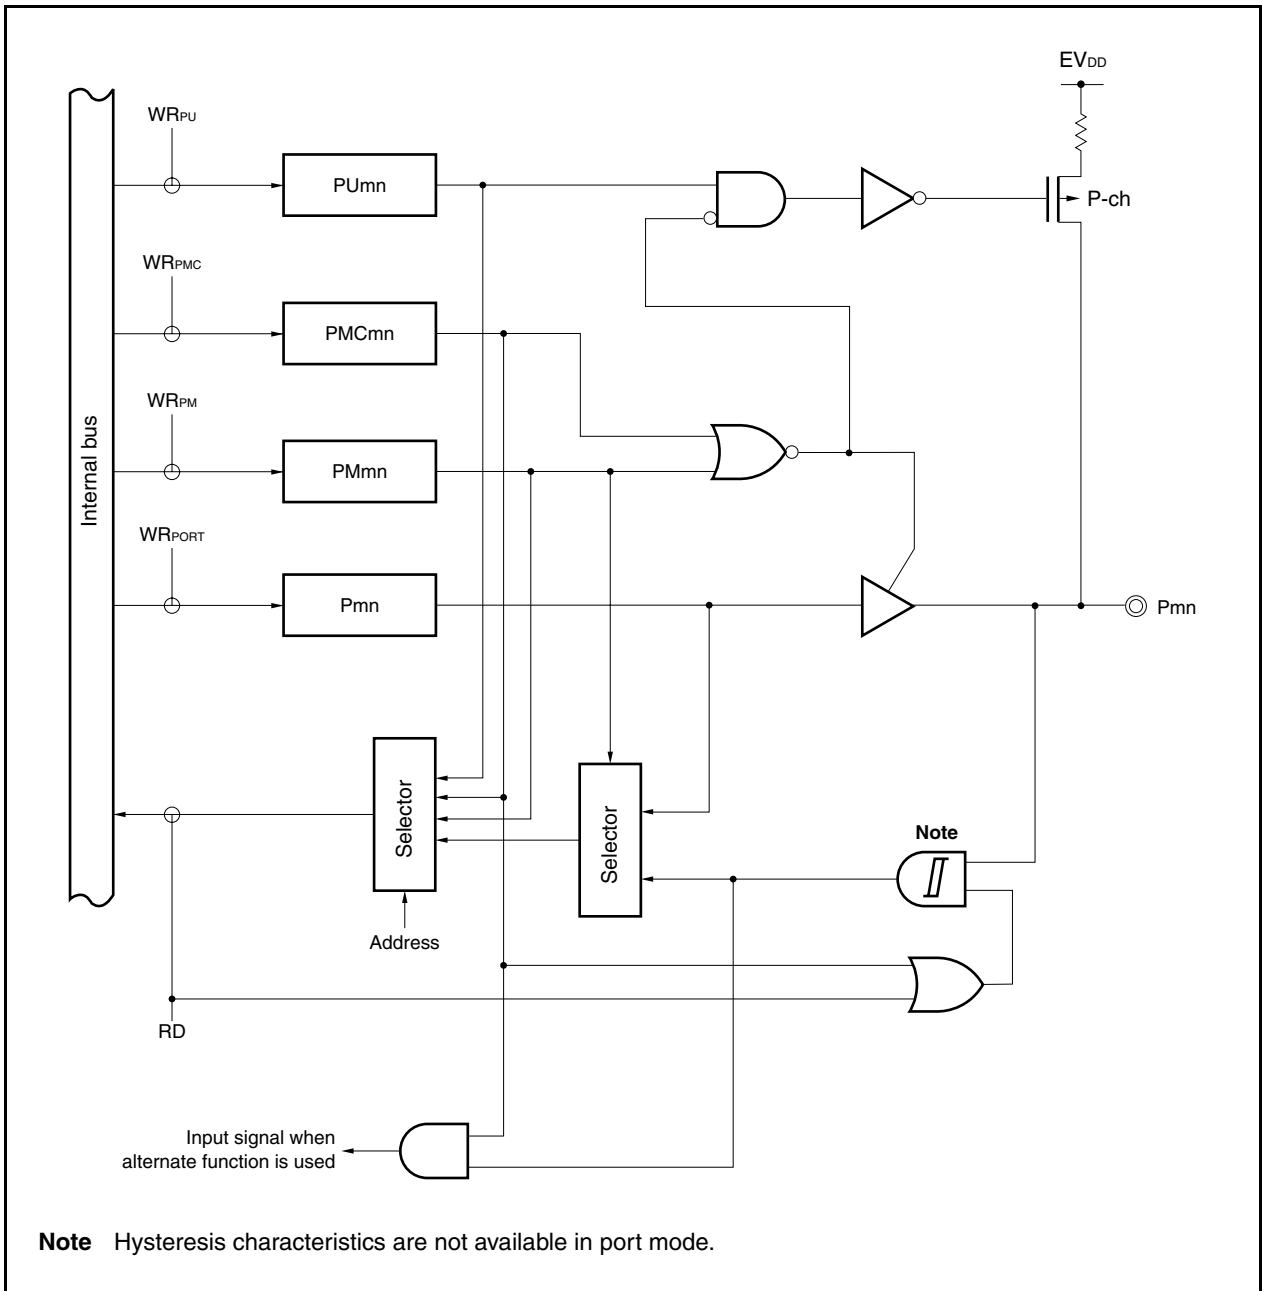 EVDD
WRPU
PUmn
P-ch
WRPMC
PMCmn
WRPM
PMmn
Internal bus
WRPORT
Pmn
Pmn
Selector
Selector
Note
Address
RD
Input signal when
alternate function is used
Note Hysteresis characteristics are not available in port mode.